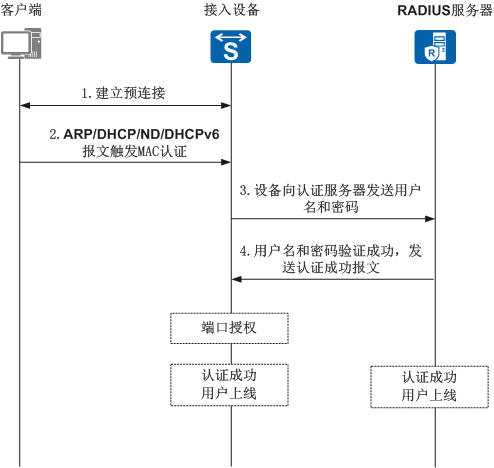 客户端
接入设备
RADIUS服务器
S
R
1.建立预连接
2.ARP/DHCP/ND/DHCPv6
报文触发MAC认证
3.设备向认证服务器发送用户
名和密码
4.用户名和密码验证成功，发
送认证成功报文
端口授权
认证成功
用户上线
认证成功
用户上线